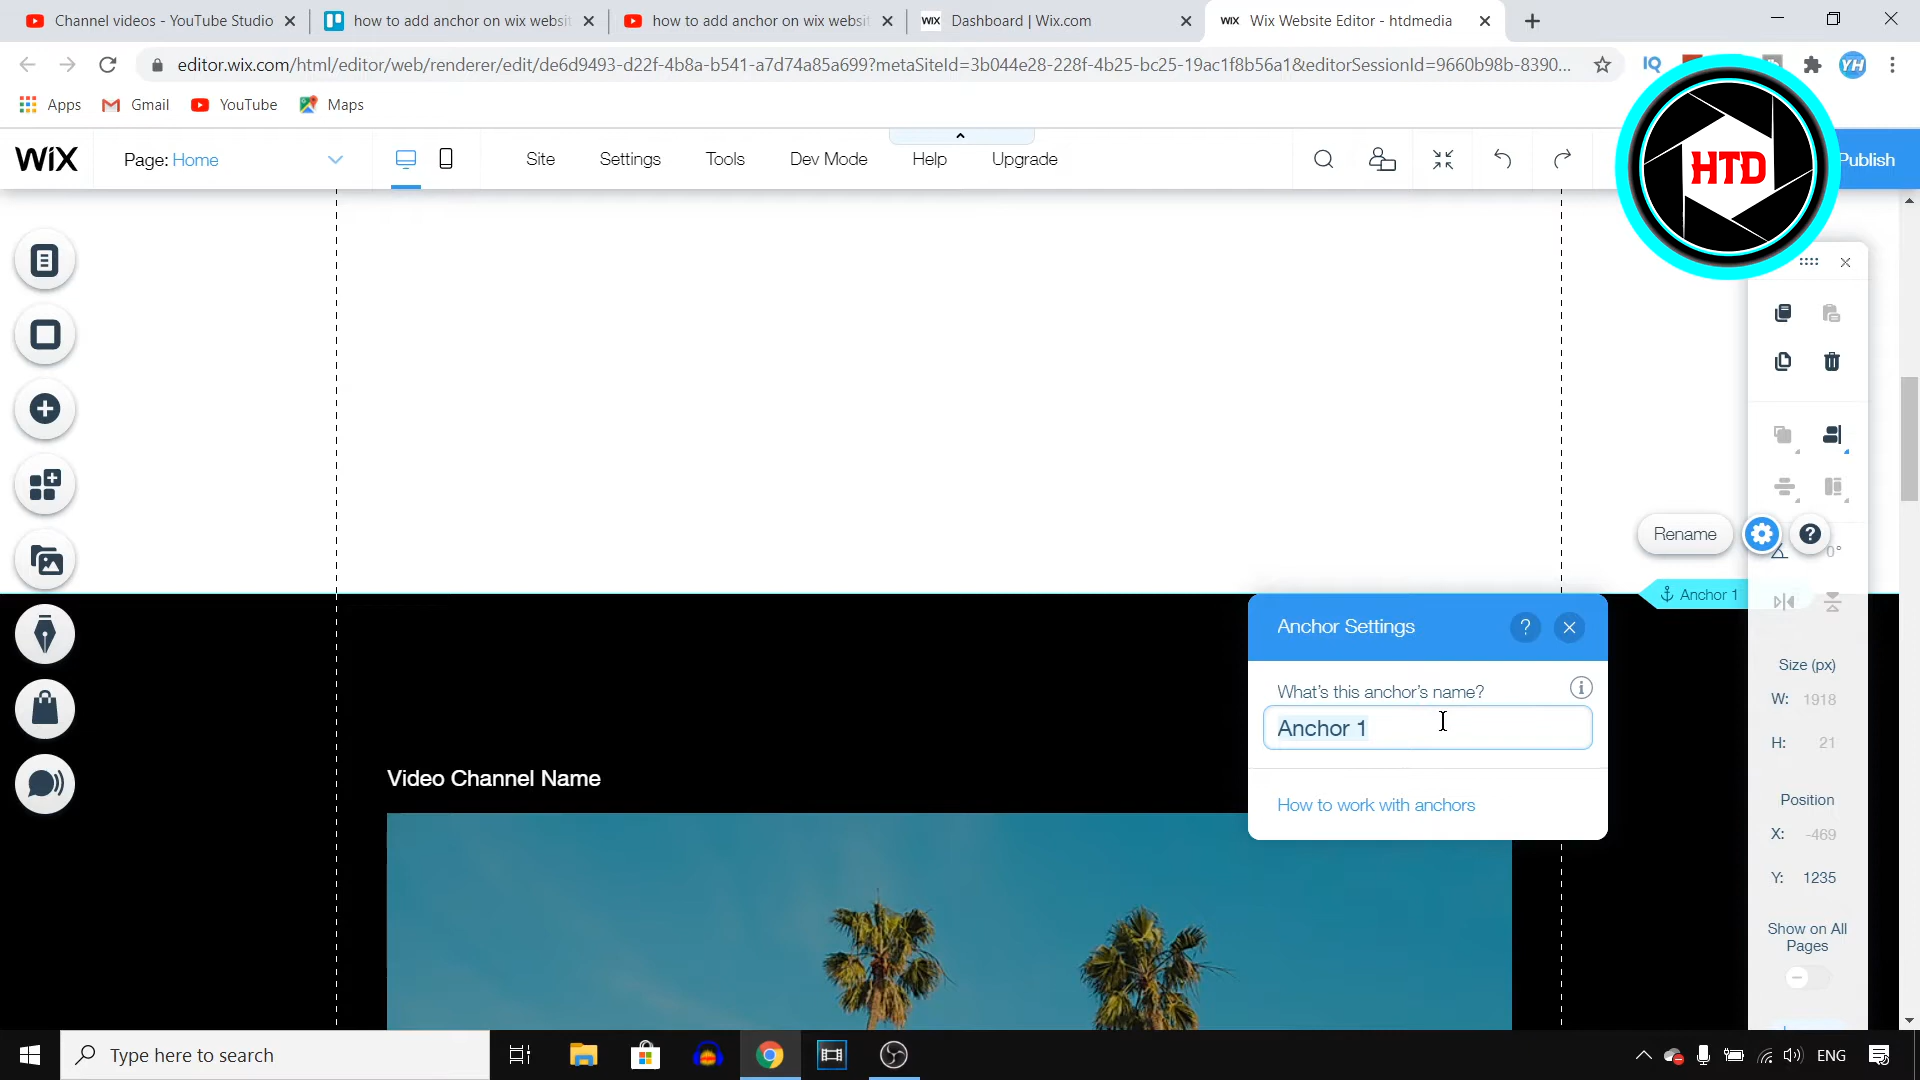 Channel videos - YouTube Studio
how to add anchor on wix websit
how to add anchor on wix websit
WIX Dashboard | Wix.com
WIX Wix Website Editor - htdmedia
editor.wix.com/html/editor/web/renderer/edit/de6d9493-d22f-4b8a-b541-a7d74a85a699?metaSiteId=3b044e28-228f-4b25-bc25-19ac1f8b56a1&editorSessionId=9660b98b-8390...
IQ
YH
Apps
Gmail
YouTube
Maps
WIX
Page: Home
Site
Settings
Tools
Dev Mode
Help
Upgrade
Publish
HTD
Rename
0°
Anchor 1
Anchor Settings
What's this anchor's name?
Anchor 1
How to work with anchors
Size (px)
W: 1918
H: 21
Position
X: -469
Y: 1235
Show on All
Pages
Video Channel Name
Type here to search
ENG